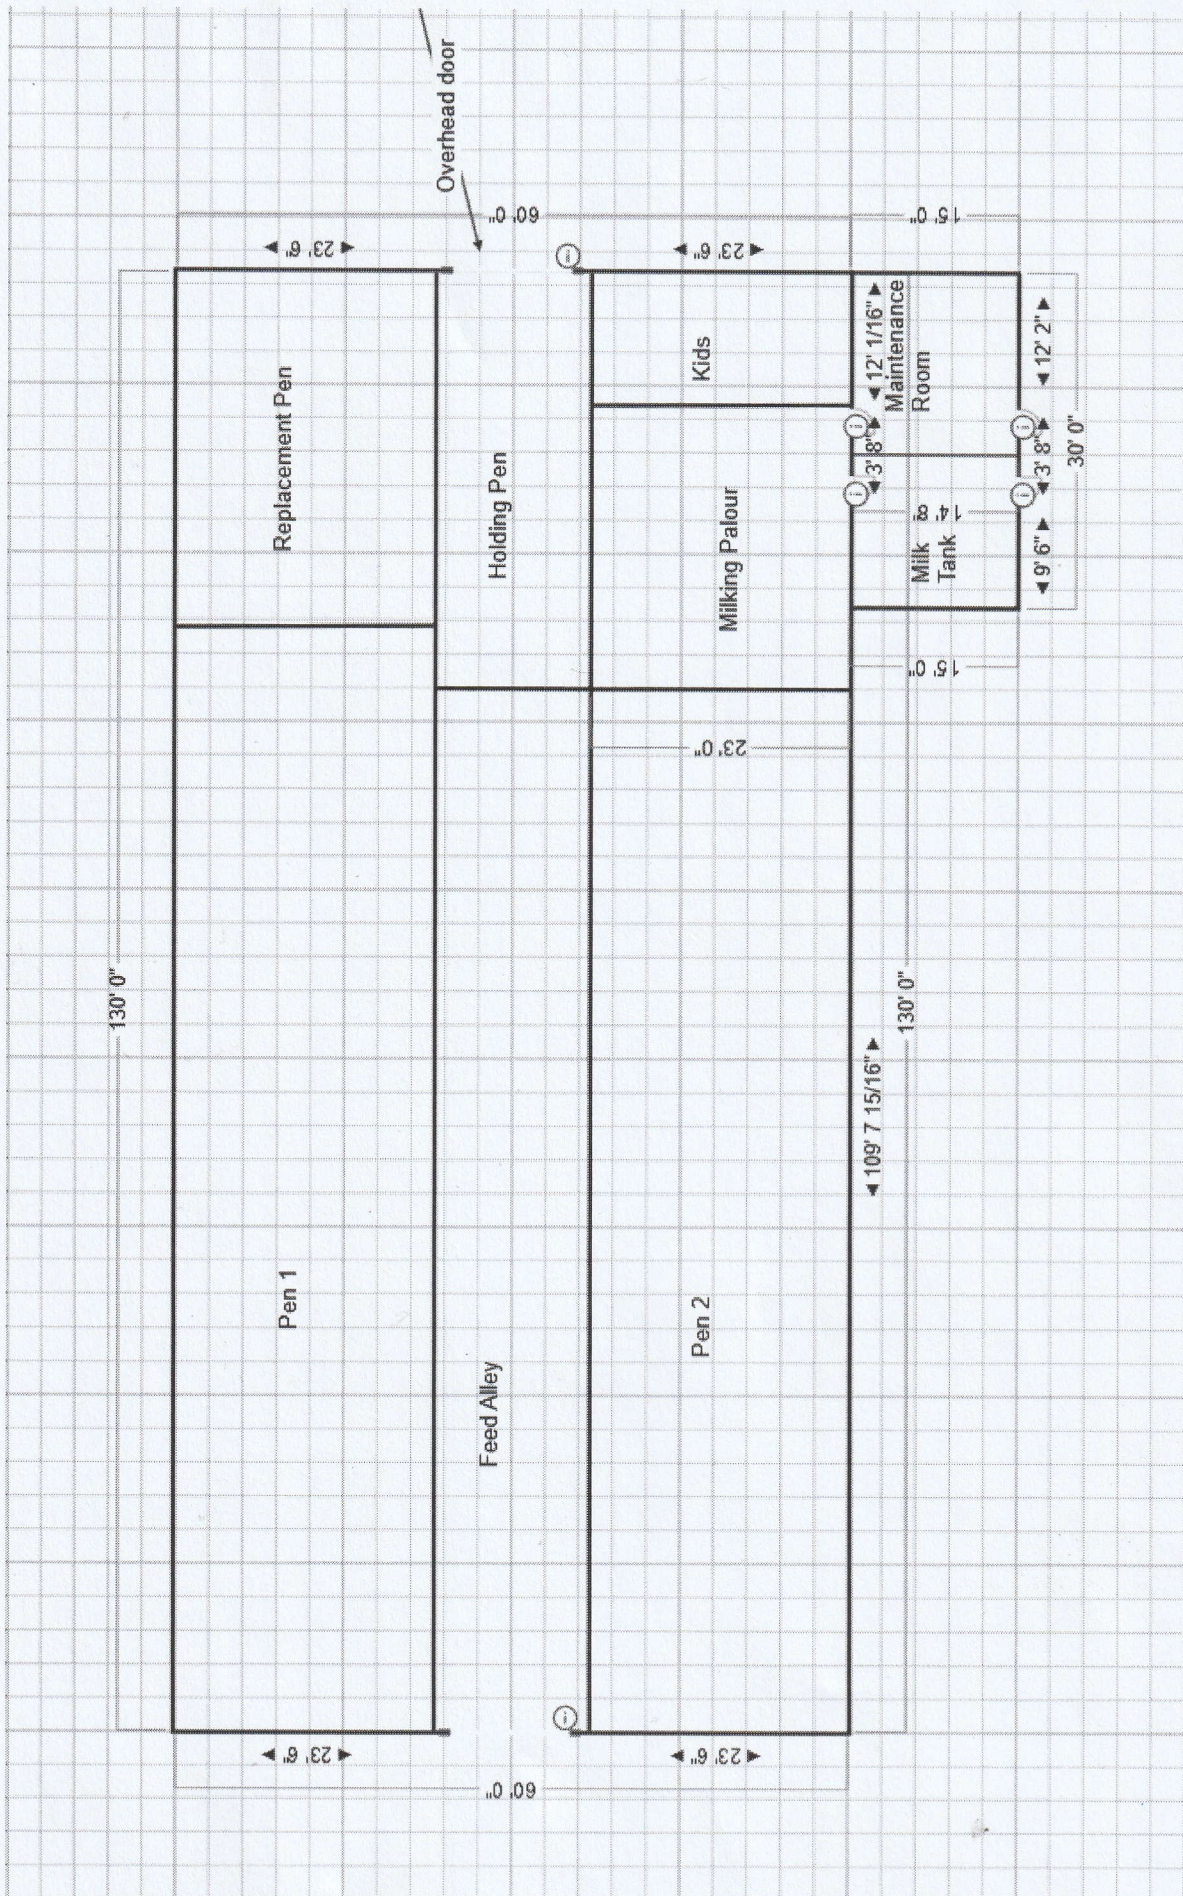 Overhead door
60' 0"
15' 0"
23' 6"
23' 6"
130' 0"
Replacement Pen
Holding Pen
Kids
12' 1/16"
Maintenance
Room
12' 2"
3' 8"
3' 8"
30' 0"
Milking Palour
14' 8"
Milk
Tank
9' 6"
15' 0"
23' 0"
130' 0"
109' 7 15/16"
Pen 1
Feed Alley
Pen 2
23' 6"
23' 6"
60' 0"